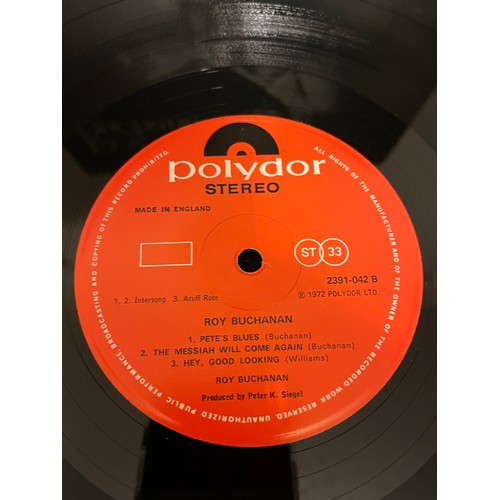 polydor
STEREO
MADE IN ENGLAND
ST 33
2391-042 B
1, 2. Intersong 3. Acuff Rose
℗ 1972 POLYDOR LTD.
ROY BUCHANAN
1. PETE'S BLUES (Buchanan)
2. THE MESSIAH WILL COME AGAIN (Buchanan)
3. HEY, GOOD LOOKING (Williams)
ROY BUCHANAN
Produced by Peter K. Siegel
ALL RIGHTS OF THE MANUFACTURER AND OF THE OWNER OF THE RECORDED WORK RESERVED. UNAUTHORIZED PUBLIC PERFORMANCE, BROADCASTING AND COPYING OF THIS RECORD PROHIBITED.